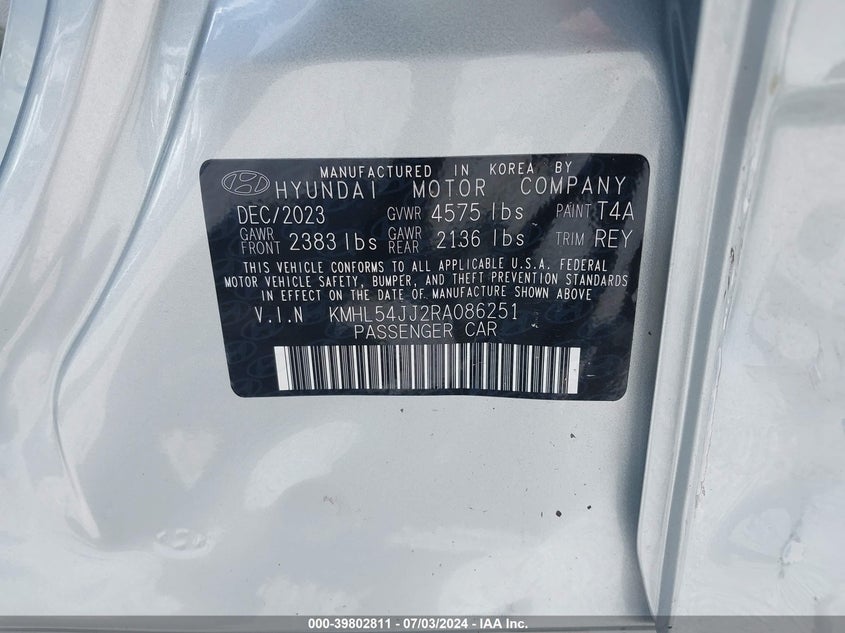 MANUFACTURED IN KOREA BY
HYUNDAI MOTOR COMPANY
DEC/2023 GVWR 4575 lbs PAINT T4A
GAWR FRONT 2383 lbs GAWR REAR 2136 lbs TRIM REY
THIS VEHICLE CONFORMS TO ALL APPLICABLE U.S.A. FEDERAL
MOTOR VEHICLE SAFETY, BUMPER, AND THEFT PREVENTION STANDARDS
IN EFFECT ON THE DATE OF MANUFACTURE SHOWN ABOVE
V.I.N KMHL54JJ2RA086251
PASSENGER CAR
000-39802811 - 07/03/2024 - IAA Inc.